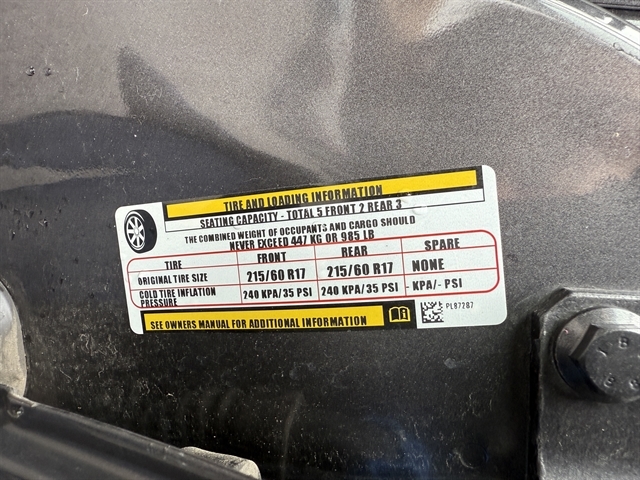 TIRE AND LOADING INFORMATION
SEATING CAPACITY - TOTAL 5 FRONT 2 REAR 3
THE COMBINED WEIGHT OF OCCUPANTS AND CARGO SHOULD
NEVER EXCEED 447 KG OR 985 LB
TIRE FRONT REAR SPARE
ORIGINAL TIRE SIZE 215/60 R17 215/60 R17 NONE
COLD TIRE INFLATION PRESSURE 240 KPA/35 PSI 240 KPA/35 PSI - KPA/- PSI
SEE OWNERS MANUAL FOR ADDITIONAL INFORMATION
PL87287